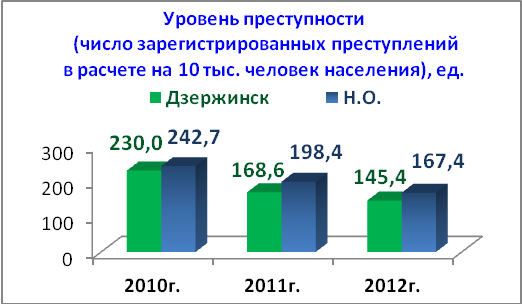 Уровень преступности
(число зарегистрированных преступлений
в расчете на 10 тыс. человек населения), ед.
Дзержинск Н.О.
230,0 242,7 168,6 198,4 145,4 167,4
300
200
100
0
2010г. 2011г. 2012г.